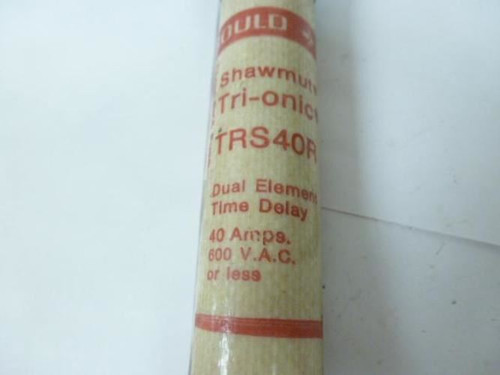 OULD
Shawmut
Tri-onic
TRS40R
Dual Element
Time Delay
40 Amps.
600 V.A.C.
or less